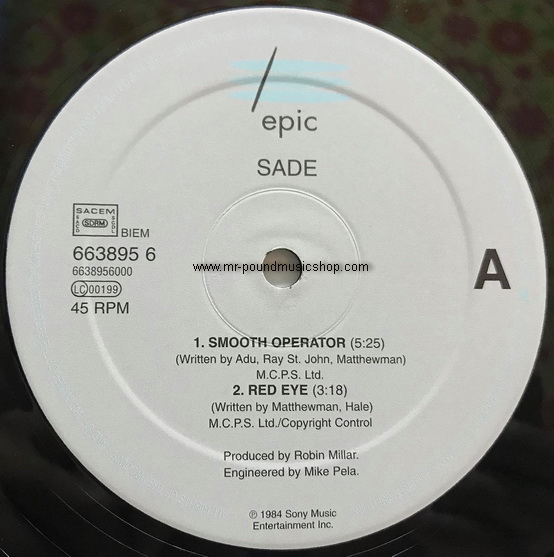 epic
SADE
SACEM
SACD SDRM SCDL
BIEM
663895 6
6638956000
LC 00199
45 RPM
www.mr-poundmusicshop.com
A
1. SMOOTH OPERATOR (5:25)
(Written by Adu, Ray St. John, Matthewman)
M.C.P.S. Ltd.
2. RED EYE (3:18)
(Written by Matthewman, Hale)
M.C.P.S. Ltd./Copyright Control
Produced by Robin Millar.
Engineered by Mike Pela.
℗ 1984 Sony Music
Entertainment Inc.